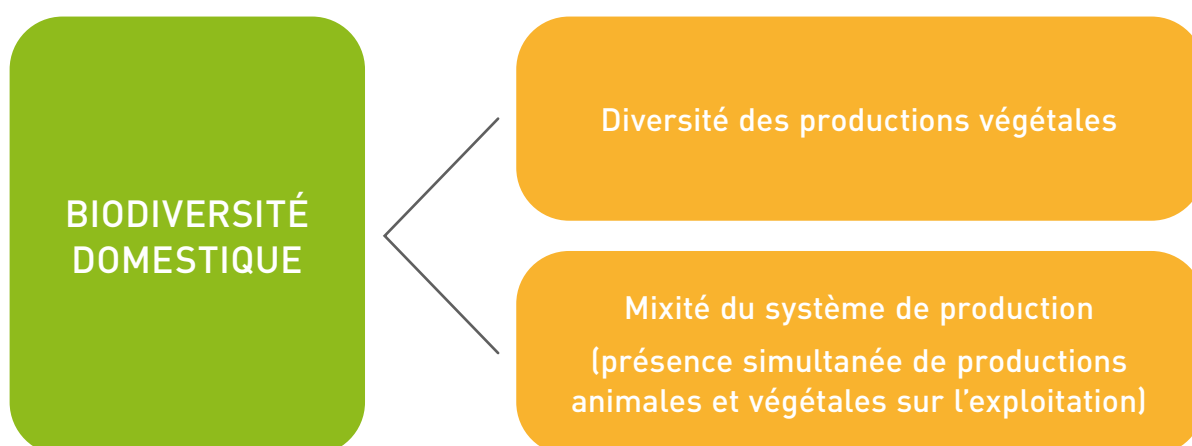 BIODIVERSITÉ
DOMESTIQUE
Diversité des productions végétales
Mixité du système de production
(présence simultanée de productions
animales et végétales sur l’exploitation)